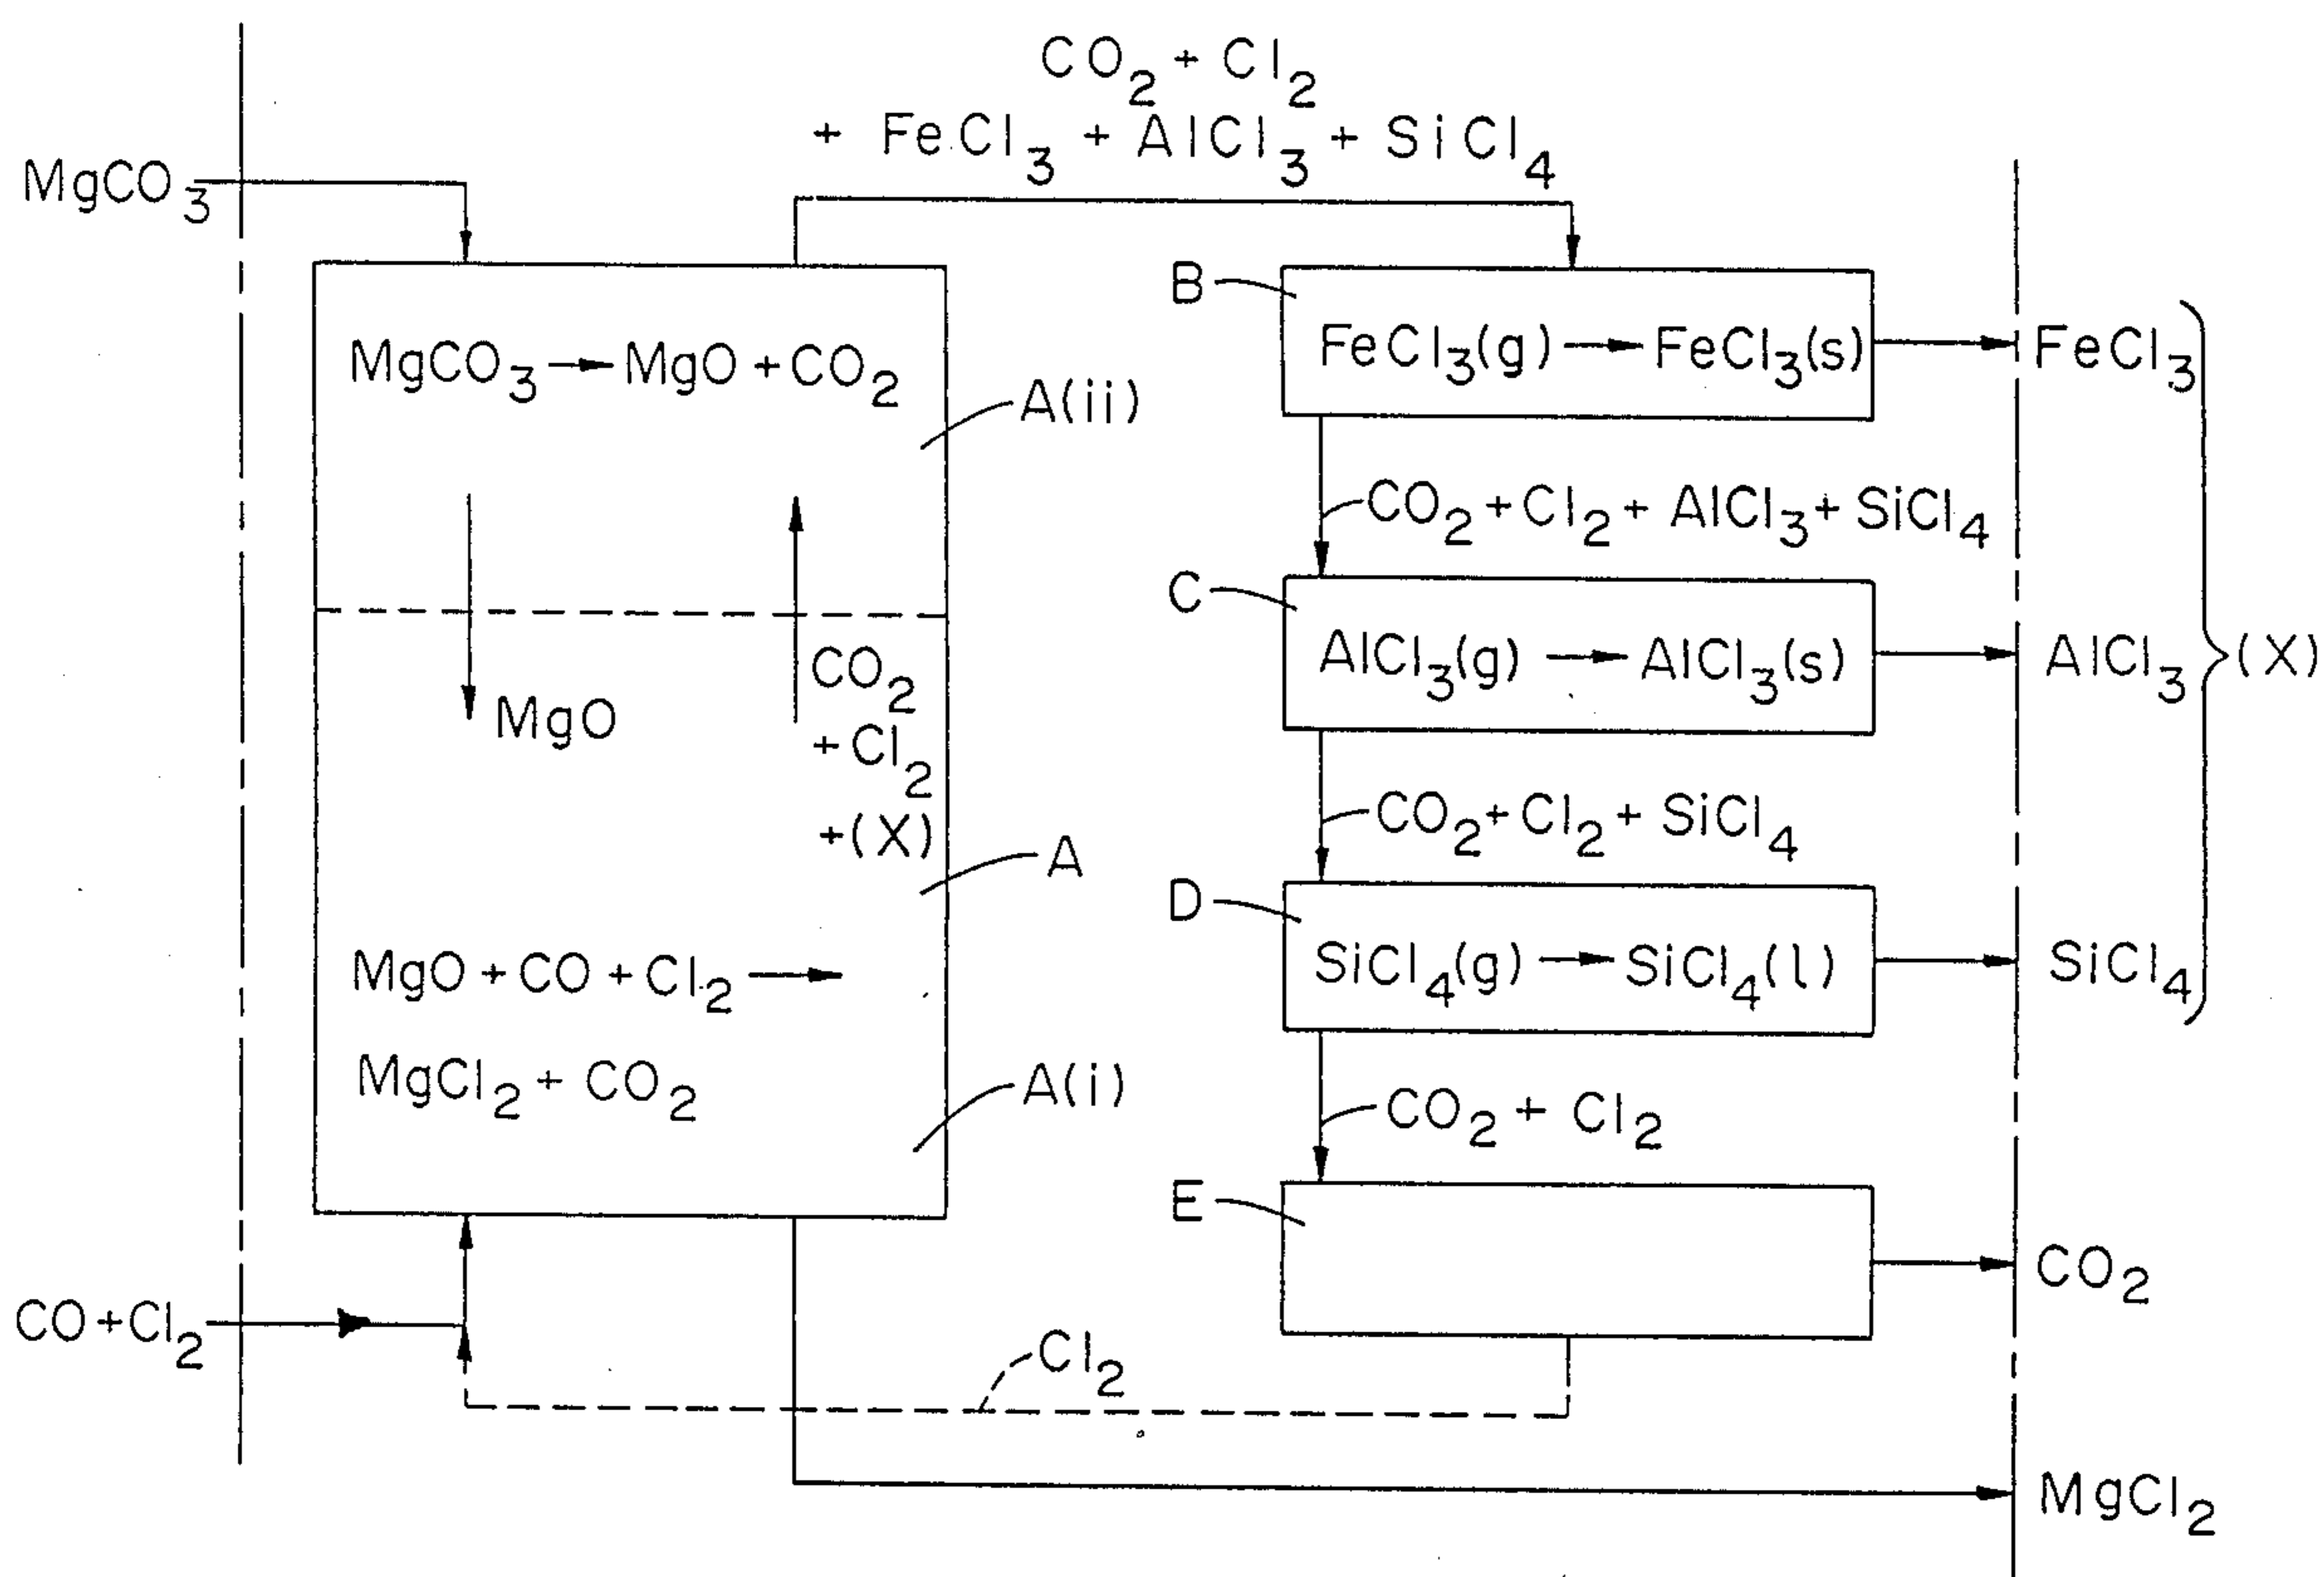 CO₂ + Cl₂
+ FeCl₃ + AlCl₃ + SiCl₄
MgCO₃
MgCO₃ → MgO + CO₂
A(ii)
MgO
CO₂
+ Cl₂
+(X)
A
MgO + CO + Cl₂ →
MgCl₂ + CO₂
A(i)
CO+Cl₂
B
FeCl₃(g) → FeCl₃(s)
FeCl₃
CO₂ + Cl₂ + AlCl₃ + SiCl₄
C
AlCl₃(g) → AlCl₃(s)
AlCl₃
(X)
CO₂ + Cl₂ + SiCl₄
D
SiCl₄(g) → SiCl₄(l)
SiCl₄
CO₂ + Cl₂
E
CO₂
Cl₂
MgCl₂